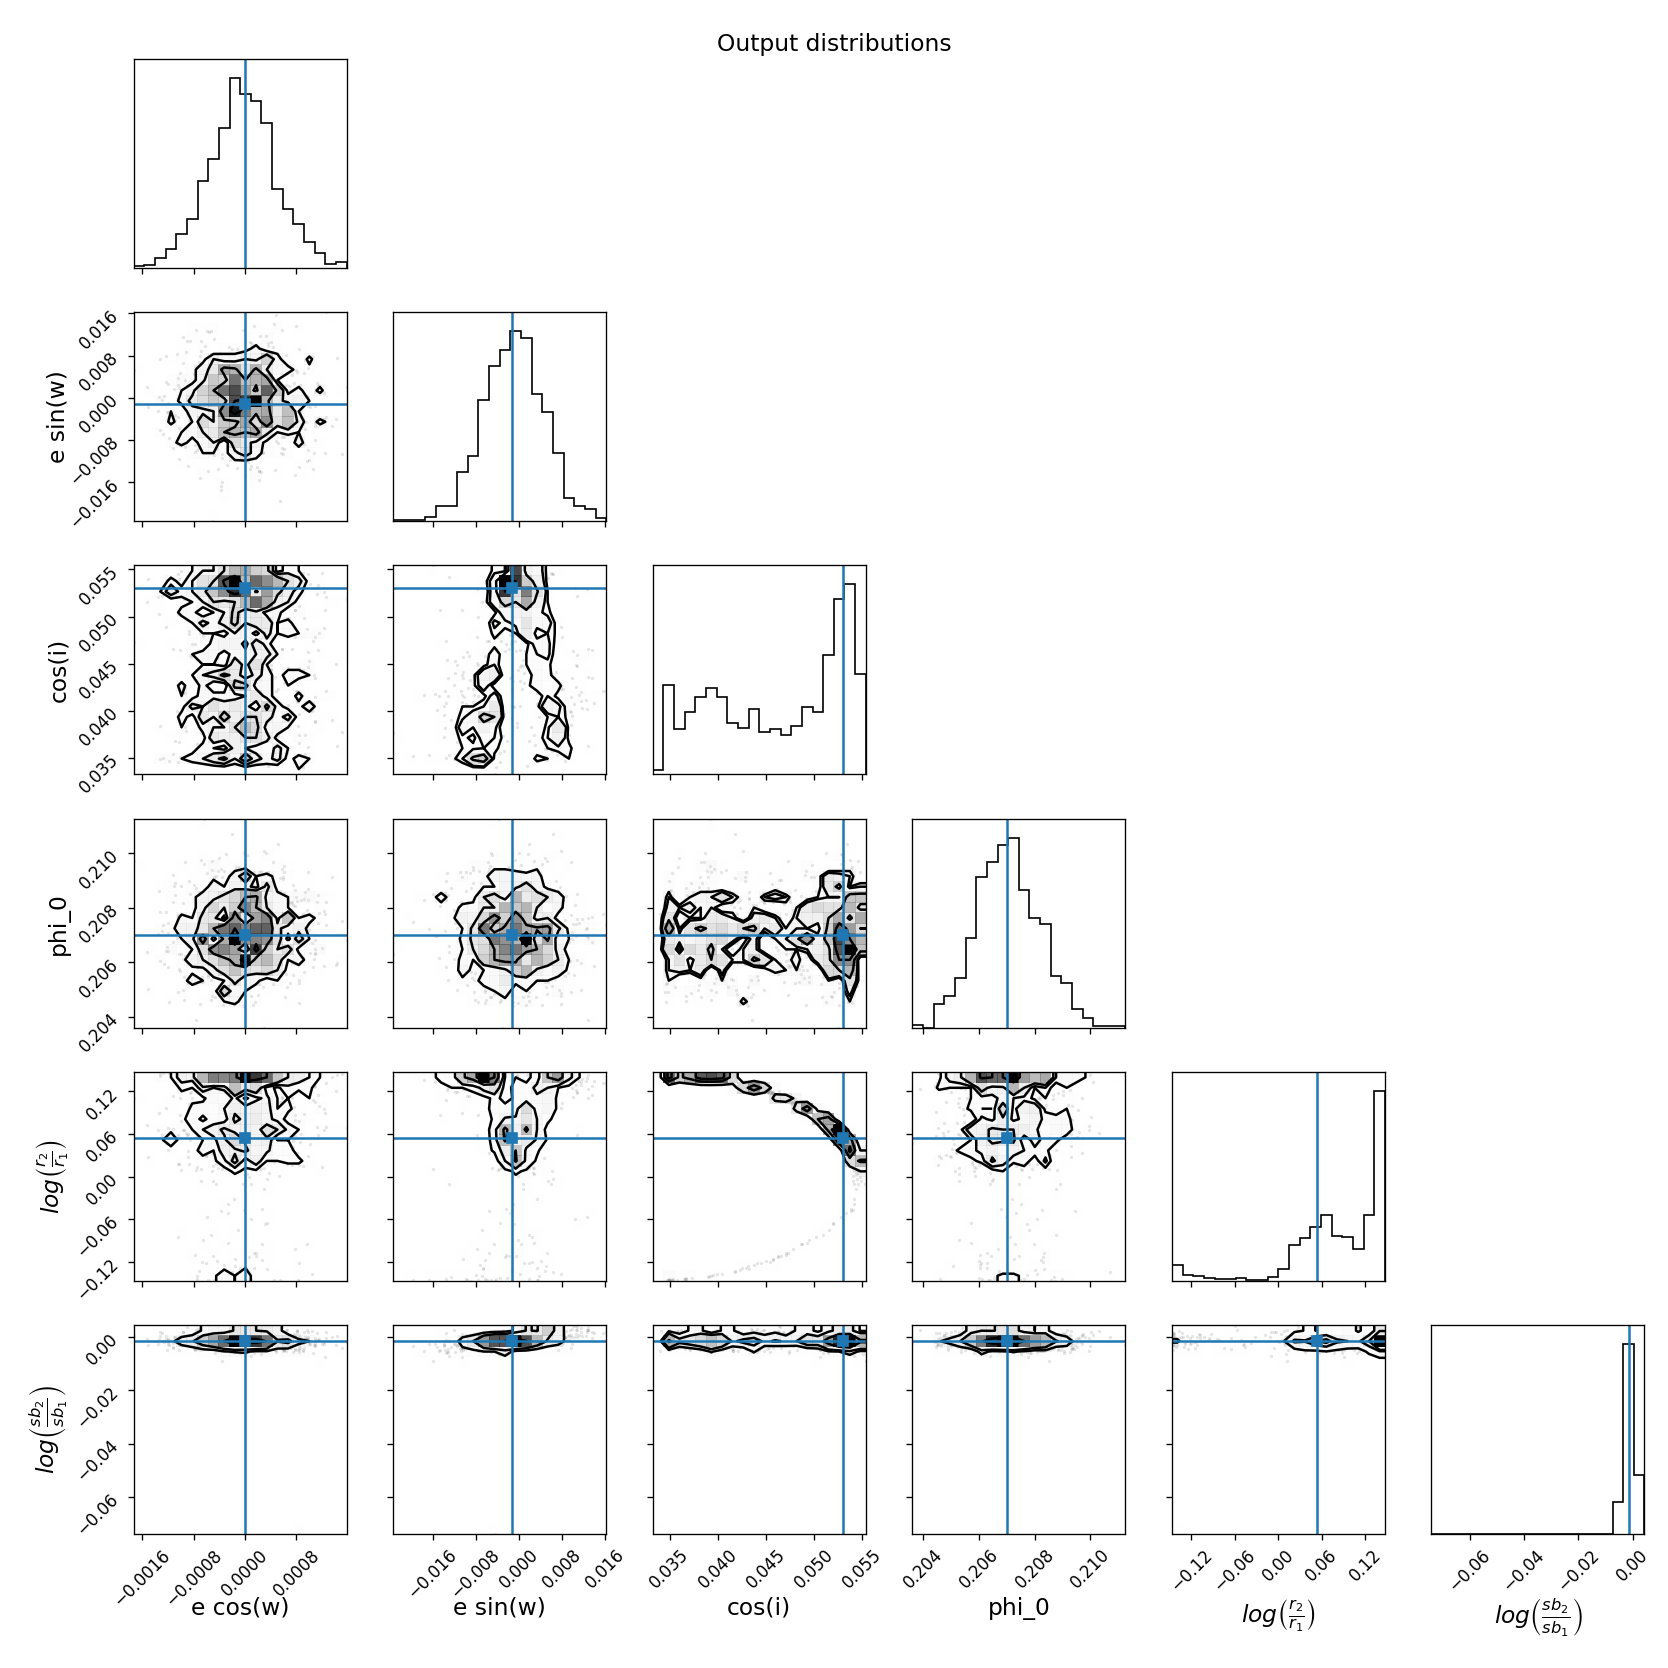 Output distributions
0.016
0.008
0.000
−0.008
−0.016
e sin(w)
0.055
0.050
0.045
0.040
0.035
cos(i)
0.210
0.208
0.206
0.204
phi_0
0.12
0.06
0.00
−0.06
−0.12
log(r₂/r₁)
0.00
−0.02
−0.04
−0.06
log(sb₂/sb₁)
−0.0016 −0.0008 0.0000 0.0008
−0.016 −0.008 0.000 0.008 0.016
0.035 0.040 0.045 0.050 0.055
0.204 0.206 0.208 0.210
−0.12 −0.06 0.00 0.06 0.12
−0.06 −0.04 −0.02 0.00
e cos(w) e sin(w) cos(i) phi_0 log(r₂/r₁) log(sb₂/sb₁)